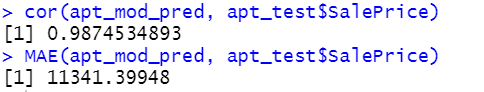 > cor(apt_mod_pred, apt_test$SalePrice)
[1] 0.9874534893
> MAE(apt_mod_pred, apt_test$SalePrice)
[1] 11341.39948